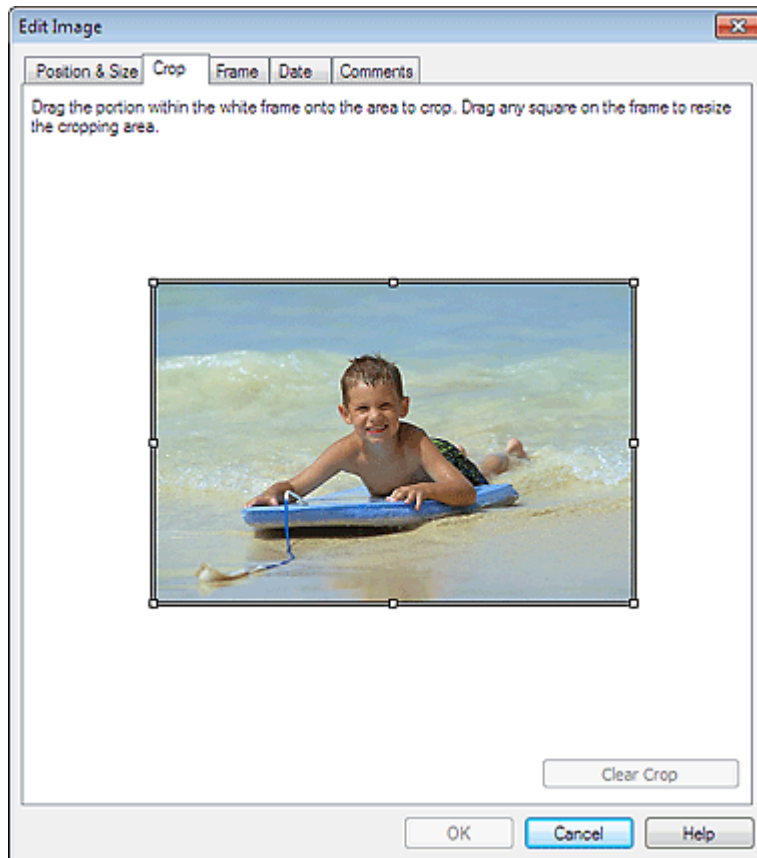 Edit Image
Position & Size Crop Frame Date Comments
Drag the portion within the white frame onto the area to crop. Drag any square on the frame to resize
the cropping area.
Clear Crop
OK Cancel Help